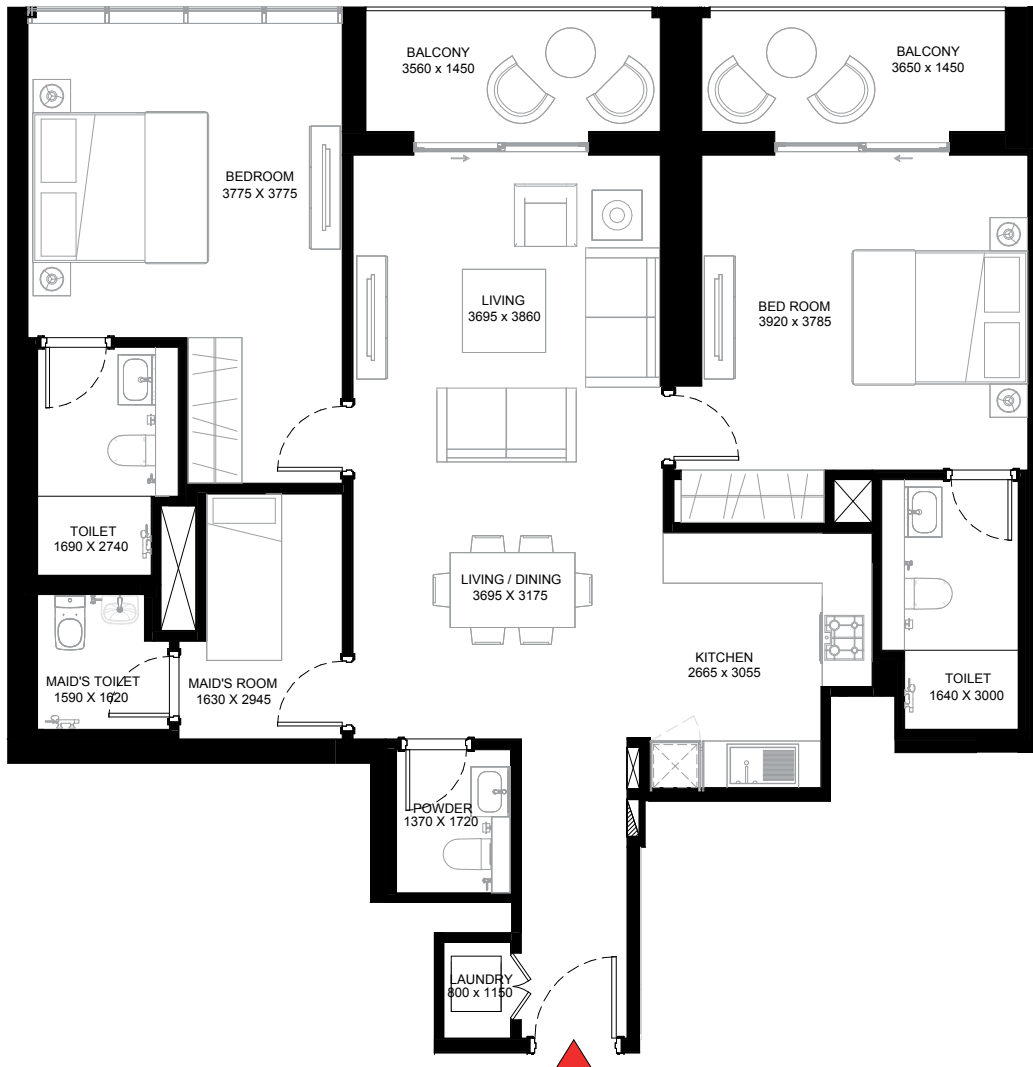 BALCONY
3560 x 1450
BALCONY
3650 x 1450
BEDROOM
3775 X 3775
LIVING
3695 x 3860
BED ROOM
3920 x 3785
TOILET
1690 X 2740
LIVING / DINING
3695 X 3175
KITCHEN
2665 x 3055
MAID'S TOILET
1590 X 1620
MAID'S ROOM
1630 X 2945
TOILET
1640 X 3000
POWDER
1370 X 1720
LAUNDRY
800 x 1150